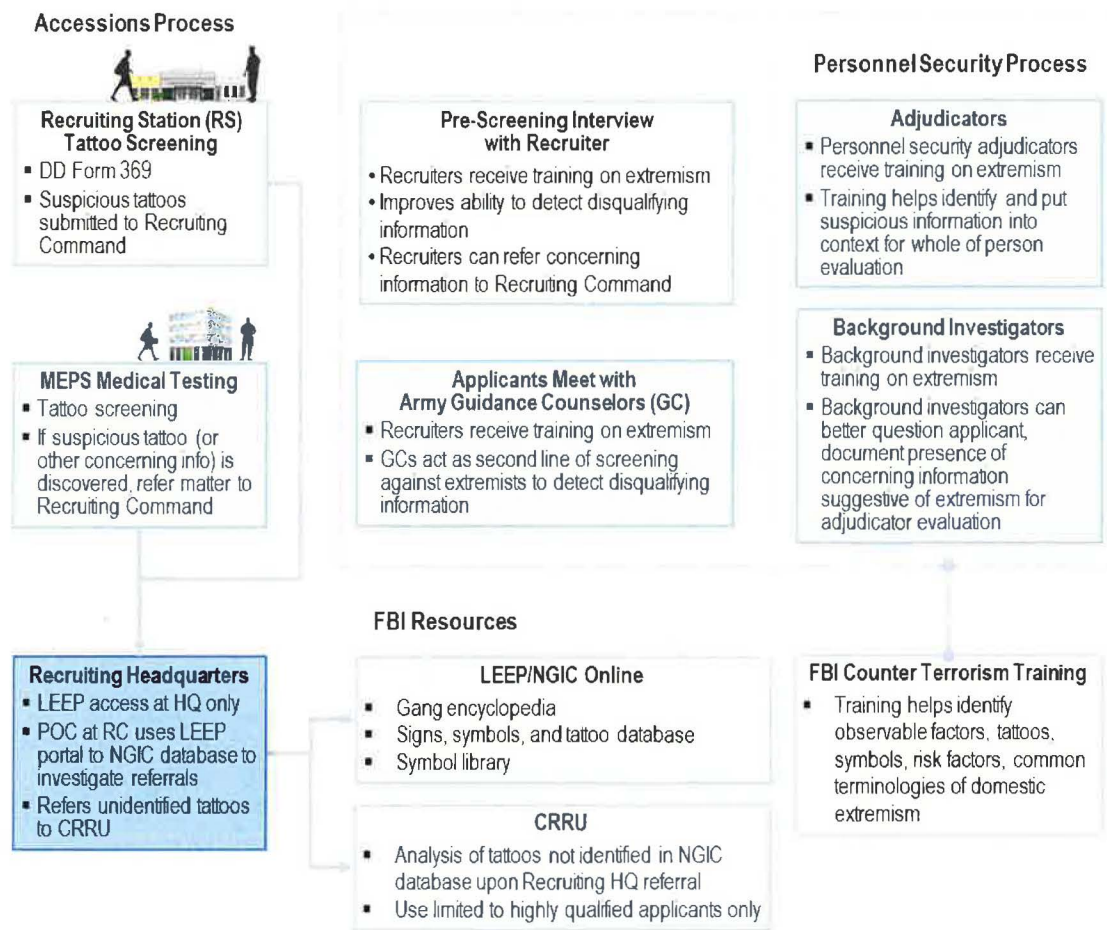 Accessions Process
Recruiting Station (RS)
Tattoo Screening
▪ DD Form 369
▪ Suspicious tattoos
submitted to Recruiting
Command
MEPS Medical Testing
▪ Tattoo screening
▪ If suspicious tattoo (or
other concerning info) is
discovered, refer matter to
Recruiting Command
Pre-Screening Interview
with Recruiter
• Recruiters receive training on extremism
• Improves ability to detect disqualifying
information
• Recruiters can refer concerning
information to Recruiting Command
Applicants Meet with
Army Guidance Counselors (GC)
▪ Recruiters receive training on extremism
▪ GCs act as second line of screening
against extremists to detect disqualifying
information
Personnel Security Process
Adjudicators
▪ Personnel security adjudicators
receive training on extremism
▪ Training helps identify and put
suspicious information into
context for whole of person
evaluation
Background Investigators
▪ Background investigators receive
training on extremism
▪ Background investigators can
better question applicant,
document presence of
concerning information
suggestive of extremism for
adjudicator evaluation
Recruiting Headquarters
▪ LEEP access at HQ only
▪ POC at RC uses LEEP
portal to NGIC database to
investigate referrals
▪ Refers unidentified tattoos
to CRRU
FBI Resources
LEEP/NGIC Online
▪ Gang encyclopedia
▪ Signs, symbols, and tattoo database
▪ Symbol library
CRRU
▪ Analysis of tattoos not identified in NGIC
database upon Recruiting HQ referral
▪ Use limited to highly qualified applicants only
FBI Counter Terrorism Training
▪ Training helps identify
observable factors, tattoos,
symbols, risk factors, common
terminologies of domestic
extremism